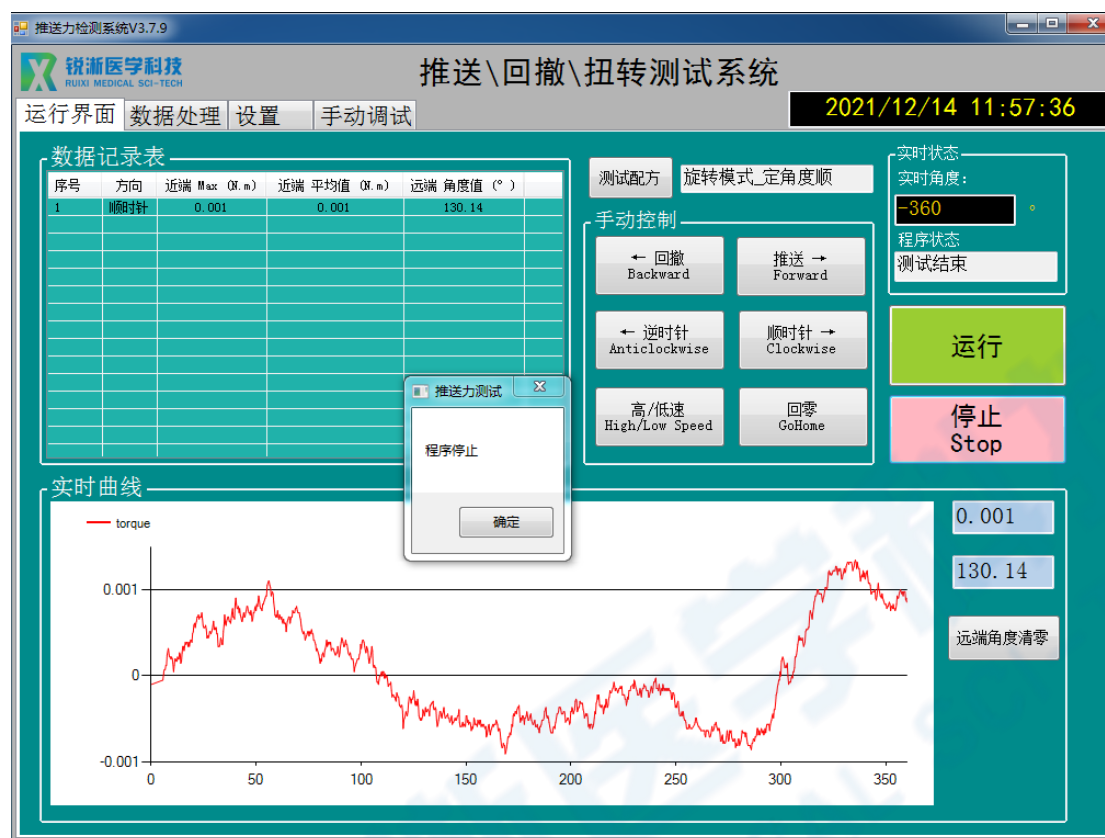 推送力检测系统V3.7.9
锐浙医学科技
RUIXI MEDICAL SCI-TECH
推送\回撤\扭转测试系统
运行界面 数据处理 设置 手动调试
2021/12/14 11:57:36
数据记录表
序号 方向 近端 Max (N.m) 近端 平均值 (N.m) 远端 角度值 (°)
1 顺时针 0.001 0.001 130.14
测试配方 旋转模式_定角度顺
手动控制
← 回撤
Backward
推送 →
Forward
← 逆时针
Anticlockwise
顺时针 →
Clockwise
高/低速
High/Low Speed
回零
GoHome
实时状态
实时角度：
-360 °
程序状态
测试结束
运行
停止
Stop
推送力测试
程序停止
确定
实时曲线
torque
0.001
0
-0.001
0 50 100 150 200 250 300 350
0.001
130.14
远端角度清零